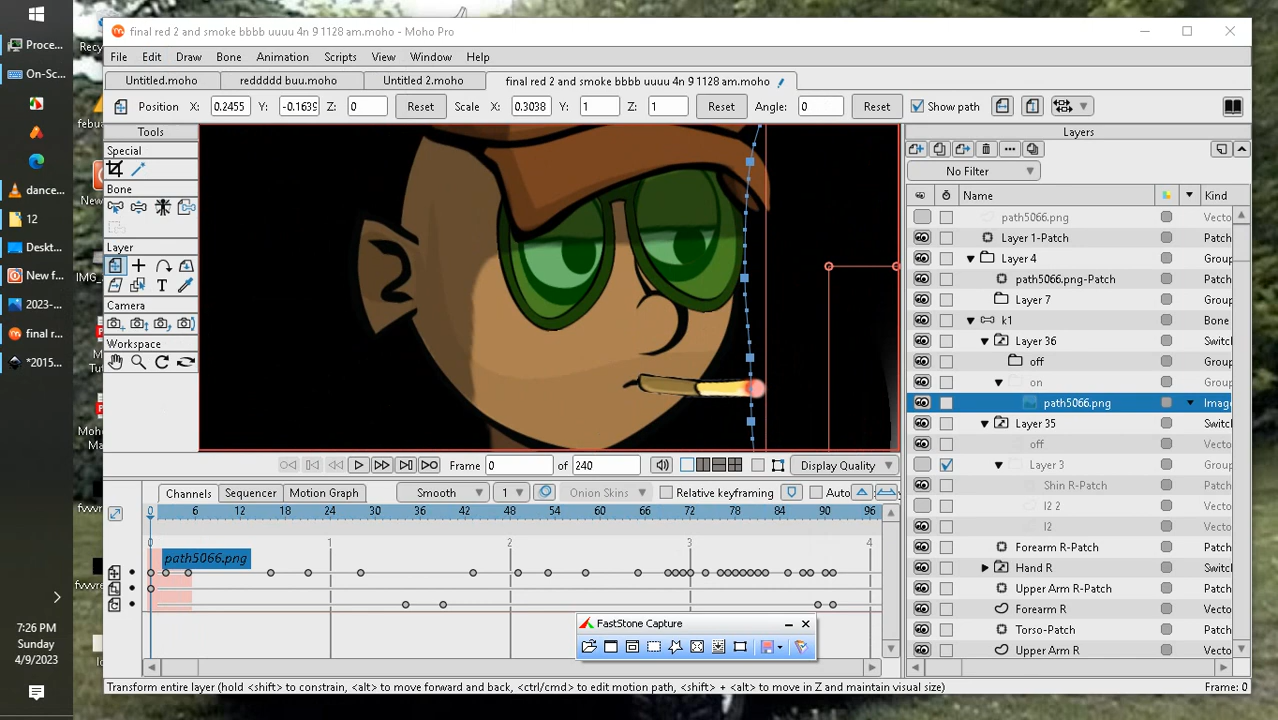 final red 2 and smoke bbbb uuuu 4n 9 1128 am.moho - Moho Pro
File Edit Draw Bone Animation Scripts View Window Help
Untitled.moho reddddd buu.moho Untitled 2.moho final red 2 and smoke bbbb uuuu 4n 9 1128 am.moho
Position X: 0.2455 Y: -0.1639 Z: 0 Reset Scale X: 0.3038 Y: 1 Z: 1 Reset Angle: 0 Reset Show path
Tools
Special
Bone
Layer
Camera
Workspace
Layers
No Filter
Name Kind
path5066.png Vecto
Layer 1-Patch Patch
Layer 4 Group
path5066.png-Patch Patch
Layer 7 Group
k1 Bone
Layer 36 Switc
off Group
on Group
path5066.png Image
Layer 35 Switc
off Vecto
Layer 3 Group
Shin R-Patch Patch
l2 2 Vecto
l2 Vecto
Forearm R-Patch Patch
Hand R Switc
Upper Arm R-Patch Patch
Forearm R Vecto
Torso-Patch Patch
Upper Arm R Vecto
Frame 0 of 240 Display Quality
Channels Sequencer Motion Graph Smooth 1 Onion Skins Relative keyframing Auto
0 6 12 18 24 30 36 42 48 54 60 66 72 78 84 90 96
1 2 3 4
path5066.png
FastStone Capture
Transform entire layer (hold <shift> to constrain, <alt> to move forward and back, <ctrl/cmd> to edit motion path, <shift> + <alt> to move in Z and maintain visual size) Frame: 0
Proce...
On-Sc...
febua
New
dance...
12
Deskt...
New f...
2023-...
final r...
*2015...
7:26 PM
Sunday
4/9/2023